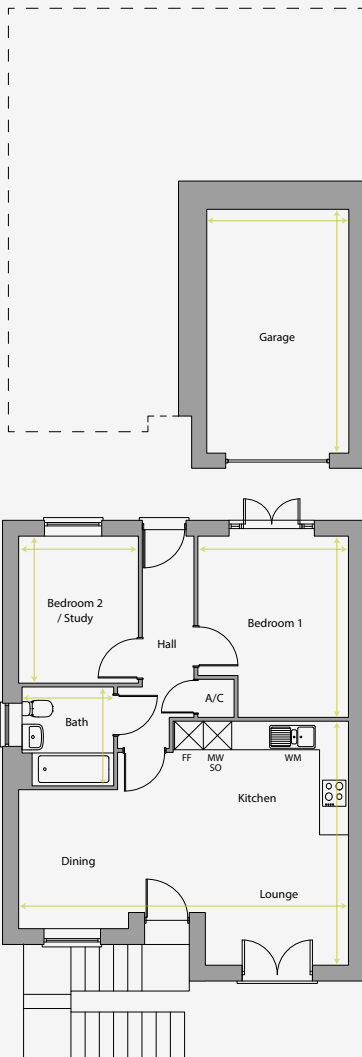 Garage
Bedroom 2
/ Study
Bedroom 1
Hall
A/C
Bath
FF
MW
SO
WM
Kitchen
Dining
Lounge